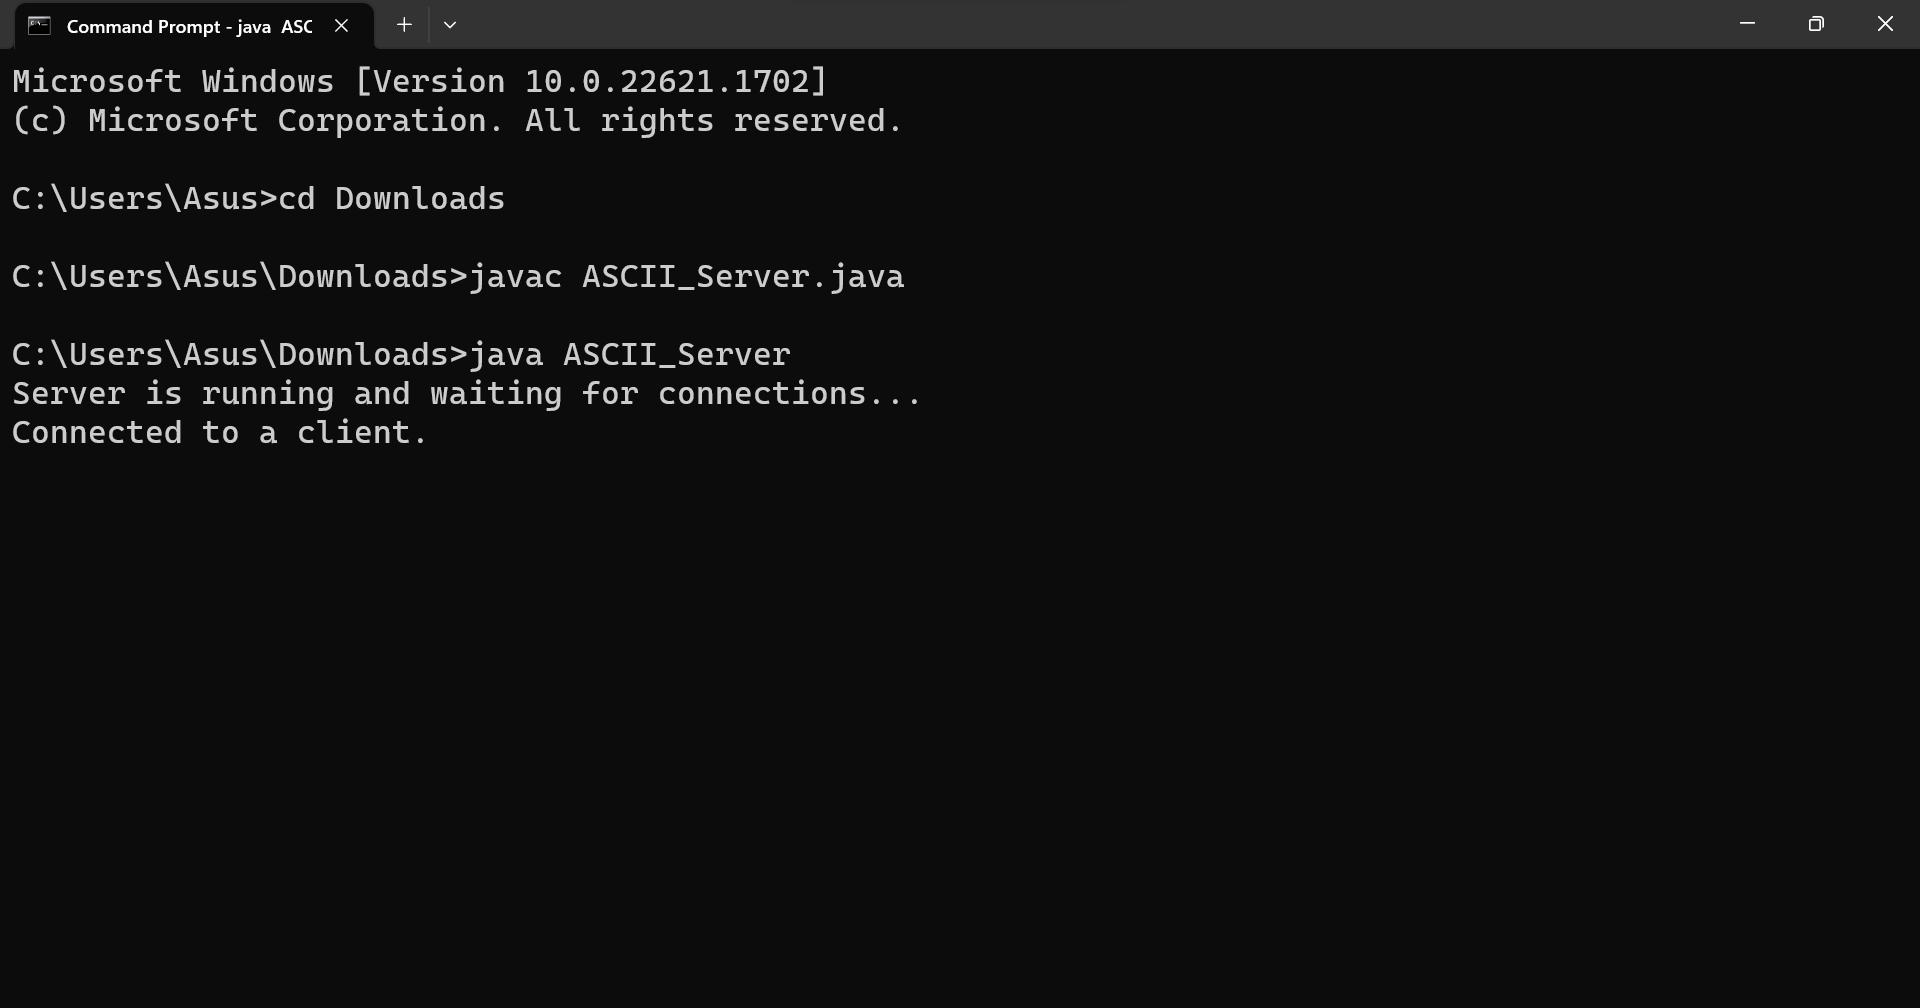 Command Prompt - java  ASC
Microsoft Windows [Version 10.0.22621.1702]
(c) Microsoft Corporation. All rights reserved.
C:\Users\Asus>cd Downloads
C:\Users\Asus\Downloads>javac ASCII_Server.java
C:\Users\Asus\Downloads>java ASCII_Server
Server is running and waiting for connections...
Connected to a client.